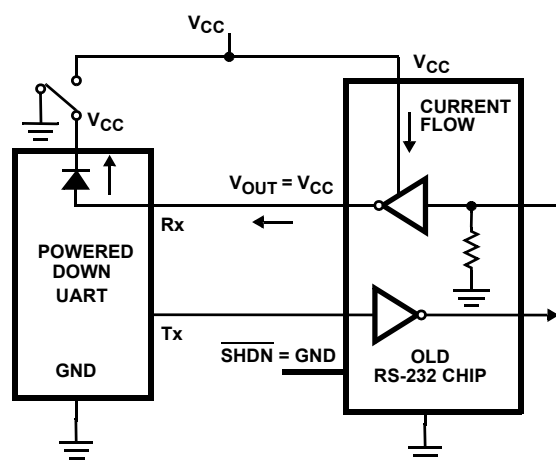 VCC
VCC
CURRENT
FLOW
VCC
VOUT = VCC
Rx
POWERED
DOWN
UART
Tx
SHDN = GND
OLD
RS-232 CHIP
GND